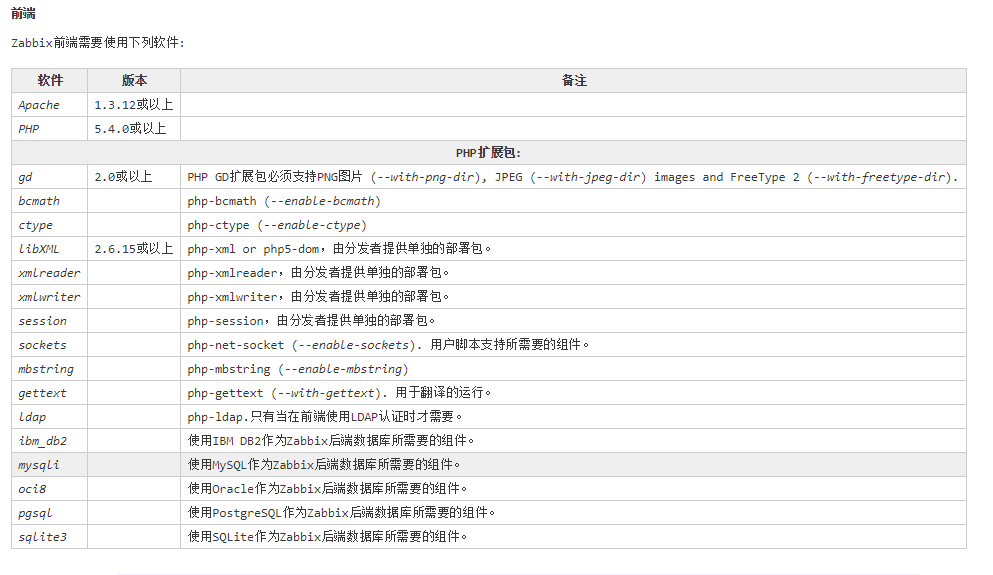 前端
Zabbix前端需要使用下列软件:
软件 版本 备注
Apache 1.3.12或以上
PHP 5.4.0或以上
PHP扩展包:
gd 2.0或以上 PHP GD扩展包必须支持PNG图片 (--with-png-dir), JPEG (--with-jpeg-dir) images and FreeType 2 (--with-freetype-dir).
bcmath php-bcmath (--enable-bcmath)
ctype php-ctype (--enable-ctype)
libXML 2.6.15或以上 php-xml or php5-dom，由分发者提供单独的部署包。
xmlreader php-xmlreader，由分发者提供单独的部署包。
xmlwriter php-xmlwriter，由分发者提供单独的部署包。
session php-session，由分发者提供单独的部署包。
sockets php-net-socket (--enable-sockets). 用户脚本支持所需要的组件。
mbstring php-mbstring (--enable-mbstring)
gettext php-gettext (--with-gettext). 用于翻译的运行。
ldap php-ldap.只有当在前端使用LDAP认证时才需要。
ibm_db2 使用IBM DB2作为Zabbix后端数据库所需要的组件。
mysqli 使用MySQL作为Zabbix后端数据库所需要的组件。
oci8 使用Oracle作为Zabbix后端数据库所需要的组件。
pgsql 使用PostgreSQL作为Zabbix后端数据库所需要的组件。
sqlite3 使用SQLite作为Zabbix后端数据库所需要的组件。